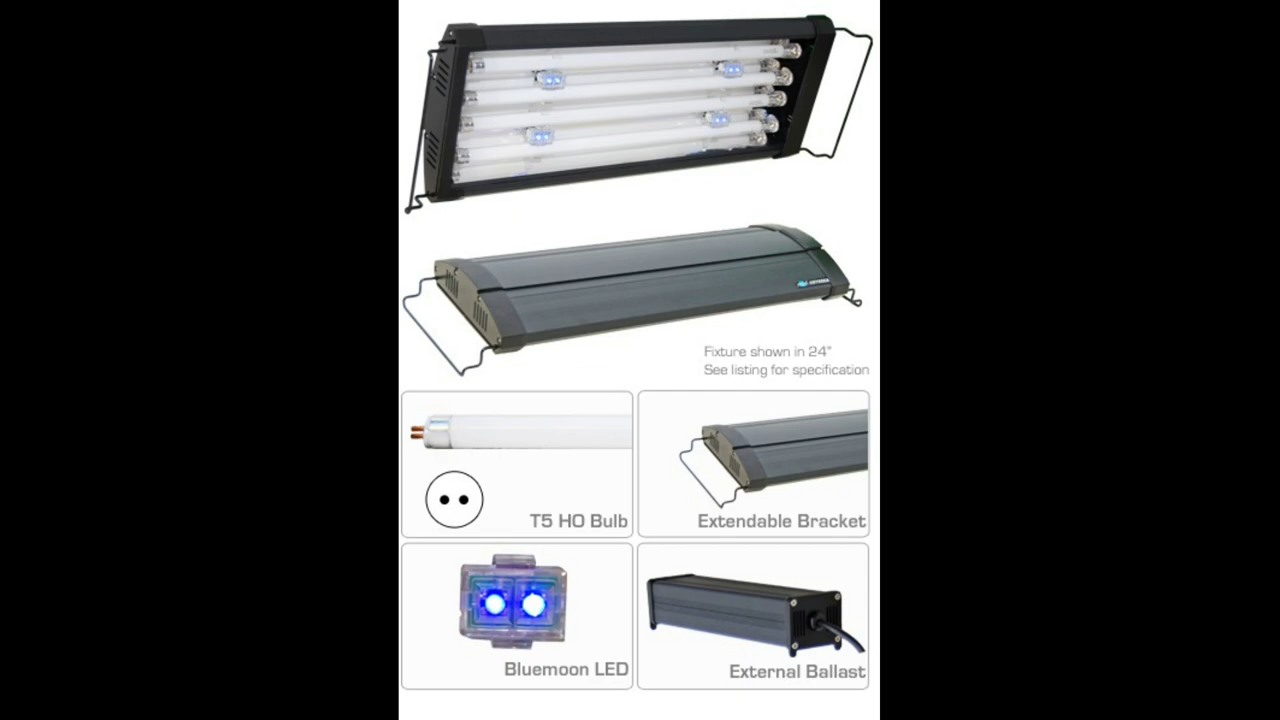 Fixture shown in 24"
See listing for specification
T5 HO Bulb
Extendable Bracket
Bluemoon LED
External Ballast